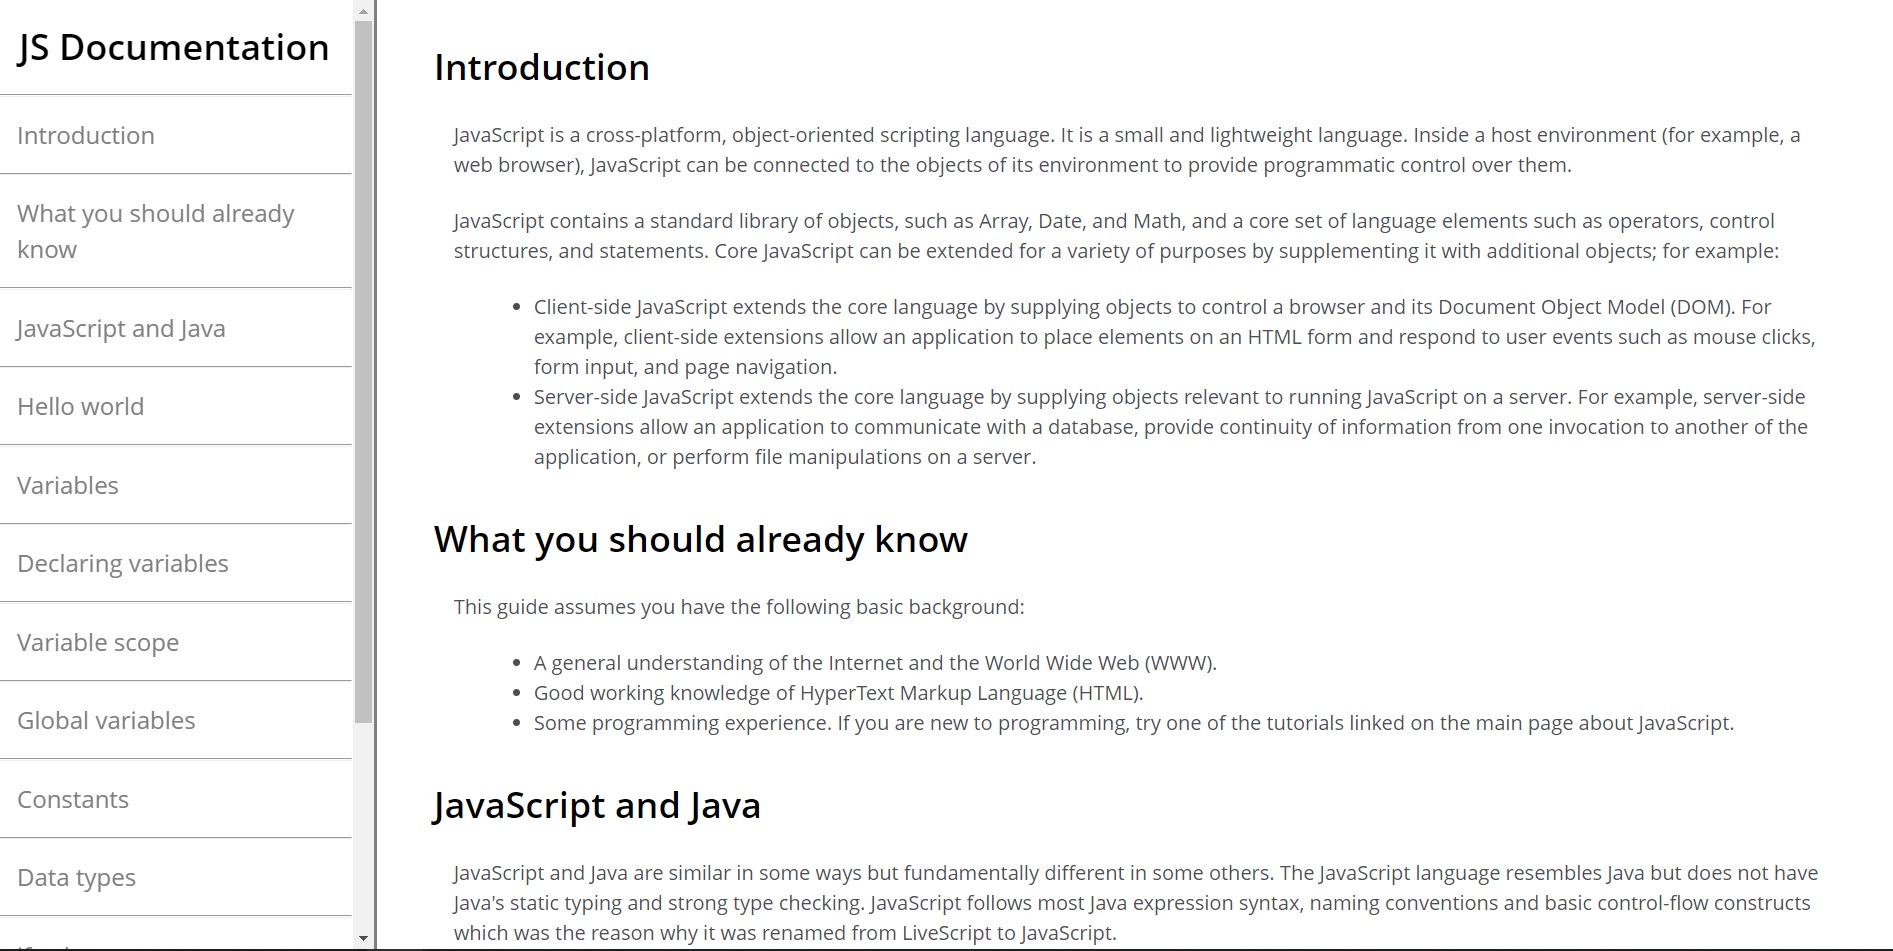 JS Documentation
Introduction
What you should already
know
JavaScript and Java
Hello world
Variables
Declaring variables
Variable scope
Global variables
Constants
Data types
Introduction
JavaScript is a cross-platform, object-oriented scripting language. It is a small and lightweight language. Inside a host environment (for example, a
web browser), JavaScript can be connected to the objects of its environment to provide programmatic control over them.
JavaScript contains a standard library of objects, such as Array, Date, and Math, and a core set of language elements such as operators, control
structures, and statements. Core JavaScript can be extended for a variety of purposes by supplementing it with additional objects; for example:
• Client-side JavaScript extends the core language by supplying objects to control a browser and its Document Object Model (DOM). For
example, client-side extensions allow an application to place elements on an HTML form and respond to user events such as mouse clicks,
form input, and page navigation.
• Server-side JavaScript extends the core language by supplying objects relevant to running JavaScript on a server. For example, server-side
extensions allow an application to communicate with a database, provide continuity of information from one invocation to another of the
application, or perform file manipulations on a server.
What you should already know
This guide assumes you have the following basic background:
• A general understanding of the Internet and the World Wide Web (WWW).
• Good working knowledge of HyperText Markup Language (HTML).
• Some programming experience. If you are new to programming, try one of the tutorials linked on the main page about JavaScript.
JavaScript and Java
JavaScript and Java are similar in some ways but fundamentally different in some others. The JavaScript language resembles Java but does not have
Java's static typing and strong type checking. JavaScript follows most Java expression syntax, naming conventions and basic control-flow constructs
which was the reason why it was renamed from LiveScript to JavaScript.